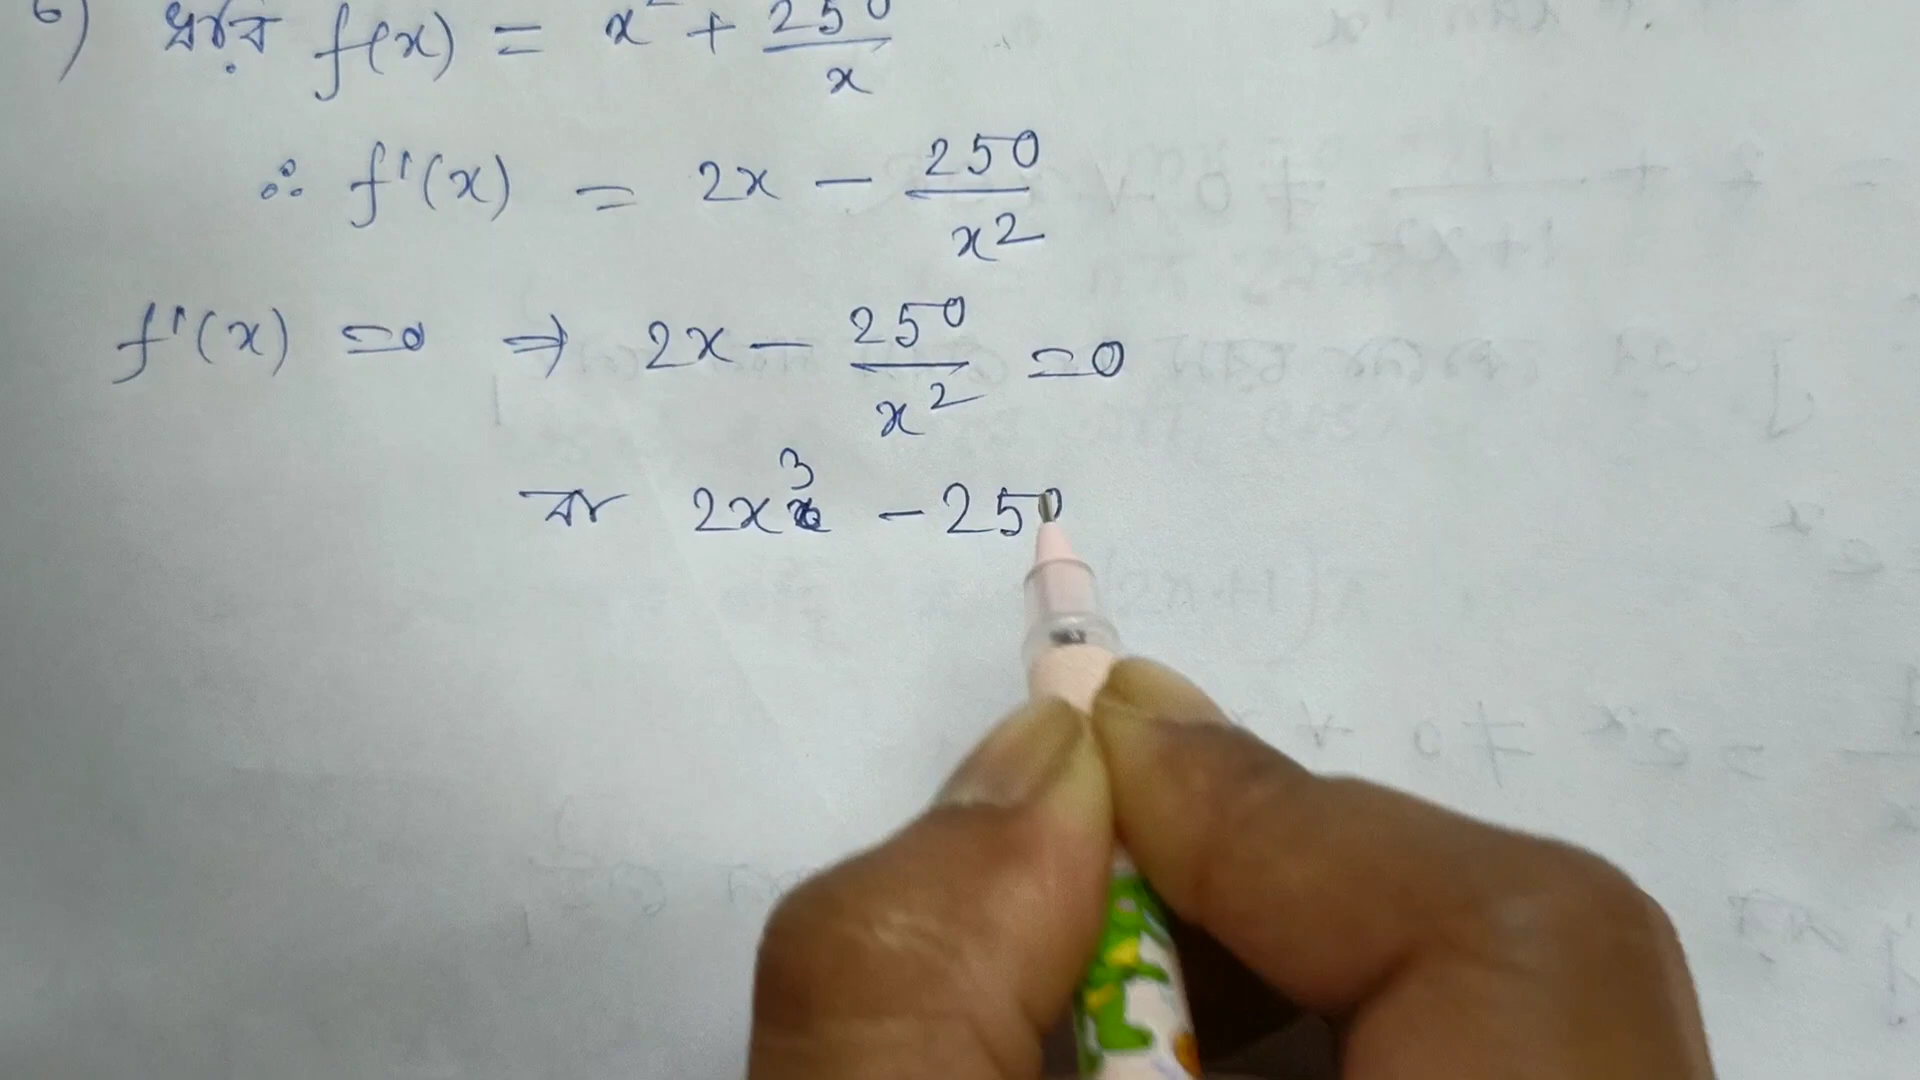 6) ধরি f(x) = x² + 250/x
∴ f'(x) = 2x - 250/x²
f'(x) = 0 ⇒ 2x - 250/x² = 0
বা 2x³ - 250